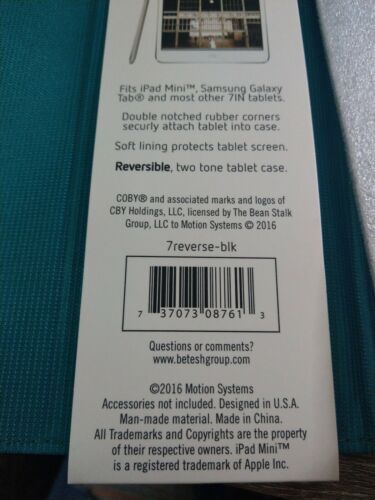 Fits iPad Mini™, Samsung Galaxy
Tab® and most other 7IN tablets.
Double notched rubber corners
securly attach tablet into case.
Soft lining protects tablet screen.
Reversible, two tone tablet case.
COBY® and associated marks and logos of
CBY Holdings, LLC, licensed by The Bean Stalk
Group, LLC to Motion Systems © 2016
7reverse-blk
7 37073 08761 3
Questions or comments?
www.beteshgroup.com
©2016 Motion Systems
Accessories not included. Designed in U.S.A.
Man-made material. Made in China.
All Trademarks and Copyrights are the property
of their respective owners. iPad Mini™
is a registered trademark of Apple Inc.